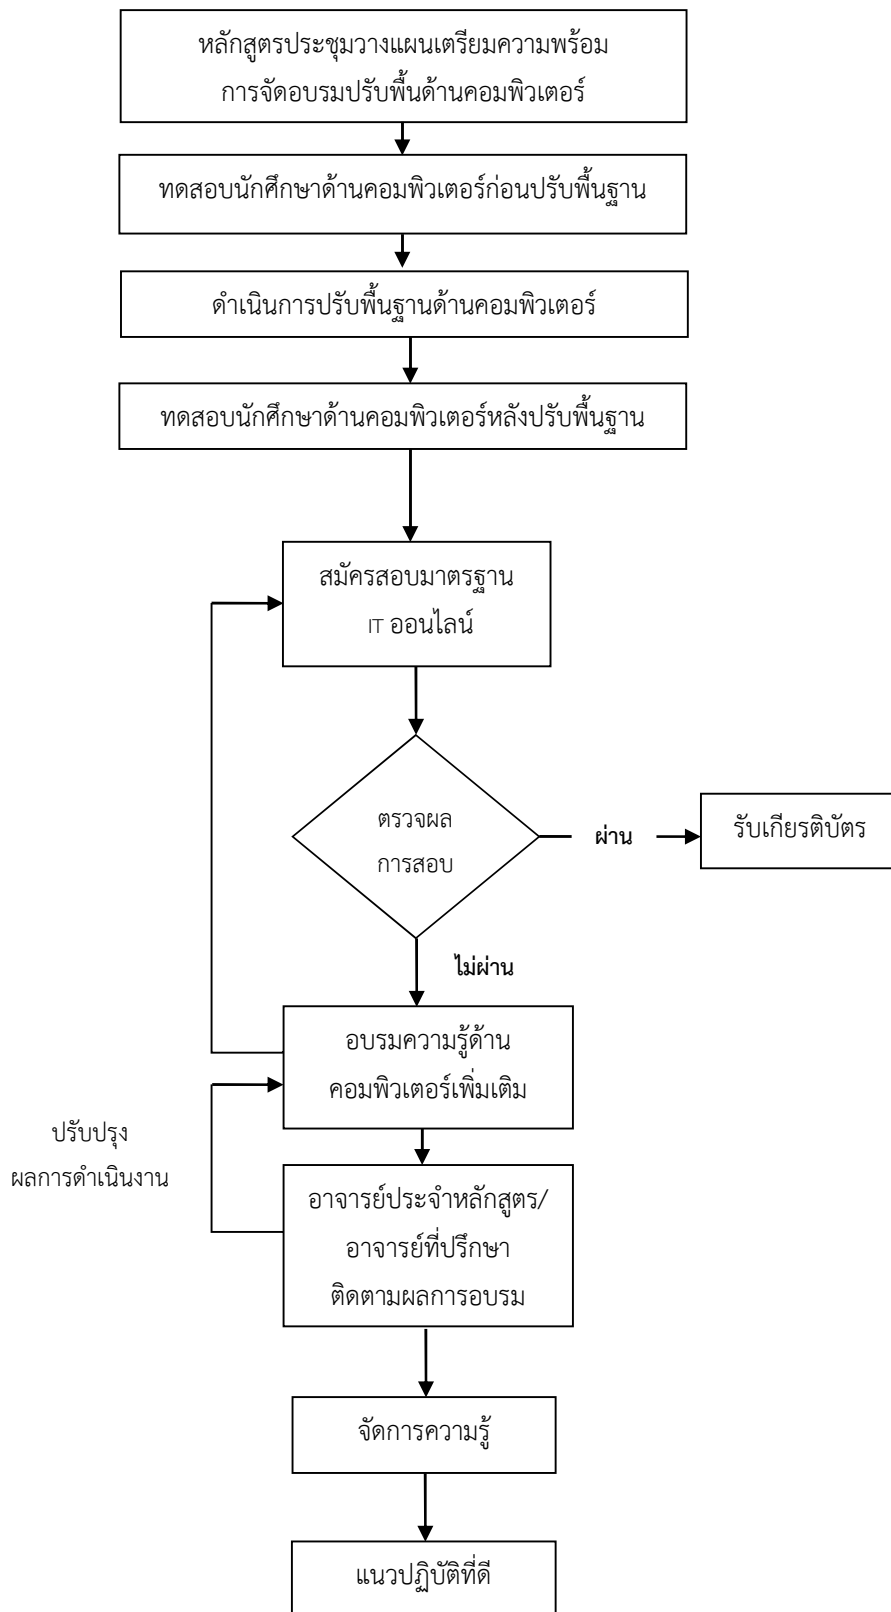 หลักสูตรประชุมวางแผนเตรียมความพร้อม
การจัดอบรมปรับพื้นด้านคอมพิวเตอร์
ทดสอบนักศึกษาด้านคอมพิวเตอร์ก่อนปรับพื้นฐาน
ดำเนินการปรับพื้นฐานด้านคอมพิวเตอร์
ทดสอบนักศึกษาด้านคอมพิวเตอร์หลังปรับพื้นฐาน
สมัครสอบมาตรฐาน
IT ออนไลน์
ตรวจผล
การสอบ
ผ่าน
รับเกียรติบัตร
ไม่ผ่าน
อบรมความรู้ด้าน
คอมพิวเตอร์เพิ่มเติม
ปรับปรุง
ผลการดำเนินงาน
อาจารย์ประจำหลักสูตร/
อาจารย์ที่ปรึกษา
ติดตามผลการอบรม
จัดการความรู้
แนวปฏิบัติที่ดี